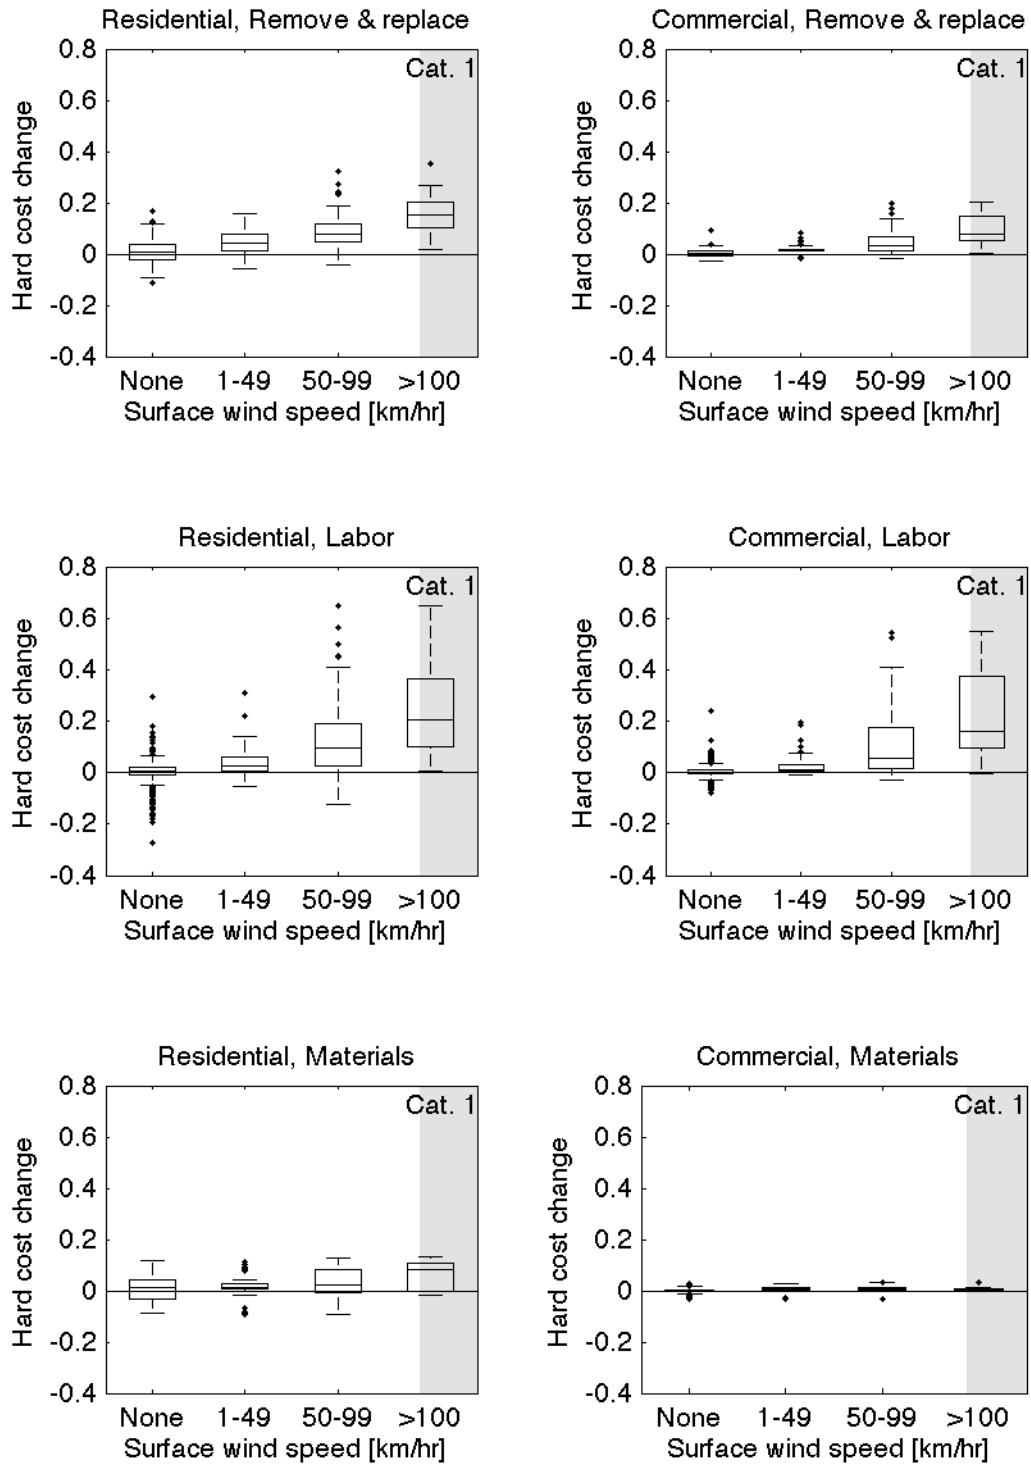 Residential, Remove & replace
Hard cost change
0.8
0.6
0.4
0.2
0
-0.2
-0.4
Cat. 1
None 1-49 50-99 >100
Surface wind speed [km/hr]
Commercial, Remove & replace
Hard cost change
0.8
0.6
0.4
0.2
0
-0.2
-0.4
Cat. 1
None 1-49 50-99 >100
Surface wind speed [km/hr]
Residential, Labor
Hard cost change
0.8
0.6
0.4
0.2
0
-0.2
-0.4
Cat. 1
None 1-49 50-99 >100
Surface wind speed [km/hr]
Commercial, Labor
Hard cost change
0.8
0.6
0.4
0.2
0
-0.2
-0.4
Cat. 1
None 1-49 50-99 >100
Surface wind speed [km/hr]
Residential, Materials
Hard cost change
0.8
0.6
0.4
0.2
0
-0.2
-0.4
Cat. 1
None 1-49 50-99 >100
Surface wind speed [km/hr]
Commercial, Materials
Hard cost change
0.8
0.6
0.4
0.2
0
-0.2
-0.4
Cat. 1
None 1-49 50-99 >100
Surface wind speed [km/hr]